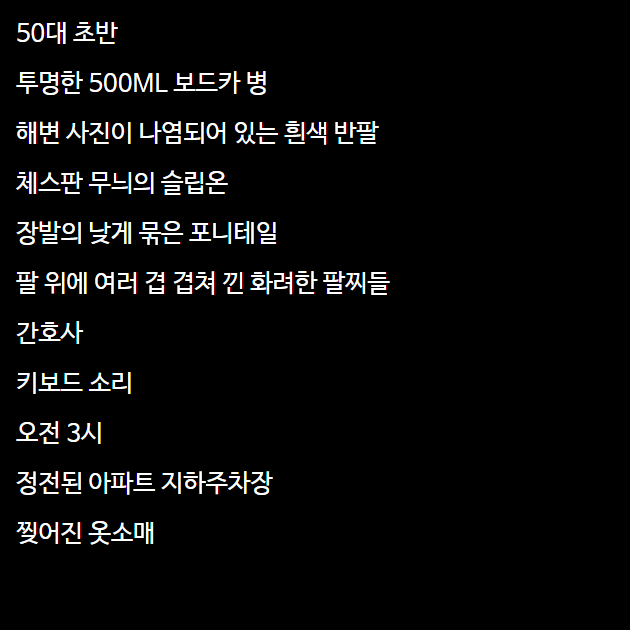 50대 초반
투명한 500ML 보드카 병
해변 사진이 나염되어 있는 흰색 반팔
체스판 무늬의 슬립온
장발의 낮게 묶은 포니테일
팔 위에 여러 겹 겹쳐 낀 화려한 팔찌들
간호사
키보드 소리
오전 3시
정전된 아파트 지하주차장
찢어진 옷소매